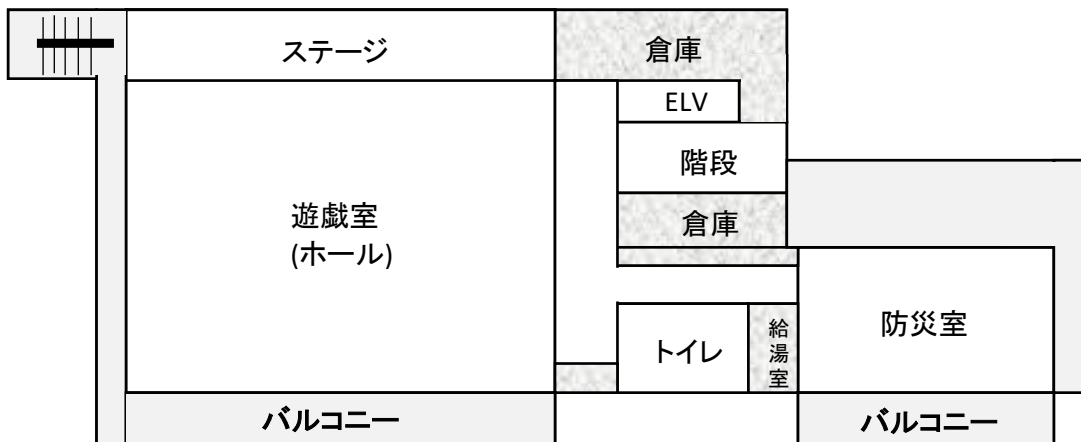 ステージ
倉庫
ELV
階段
倉庫
遊戯室
(ホール)
防災室
トイレ
給湯室
バルコニー
バルコニー